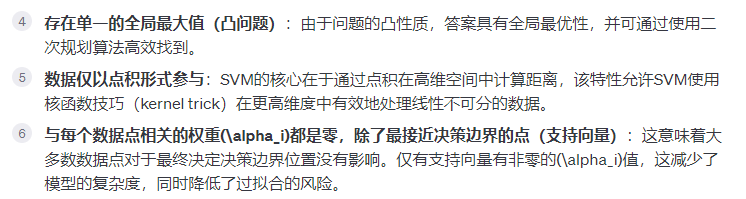 4 存在单一的全局最大值（凸问题）：由于问题的凸性质，答案具有全局最优性，并可通过使用二
次规划算法高效找到。
5 数据仅以点积形式参与：SVM的核心在于通过点积在高维空间中计算距离，该特性允许SVM使用
核函数技巧（kernel trick）在更高维度中有效地处理线性不可分的数据。
6 与每个数据点相关的权重(\alpha_i)都是零，除了最接近决策边界的点（支持向量）：这意味着大
多数数据点对于最终决定决策边界位置没有影响。仅有支持向量有非零的(\alpha_i)值，这减少了
模型的复杂度，同时降低了过拟合的风险。